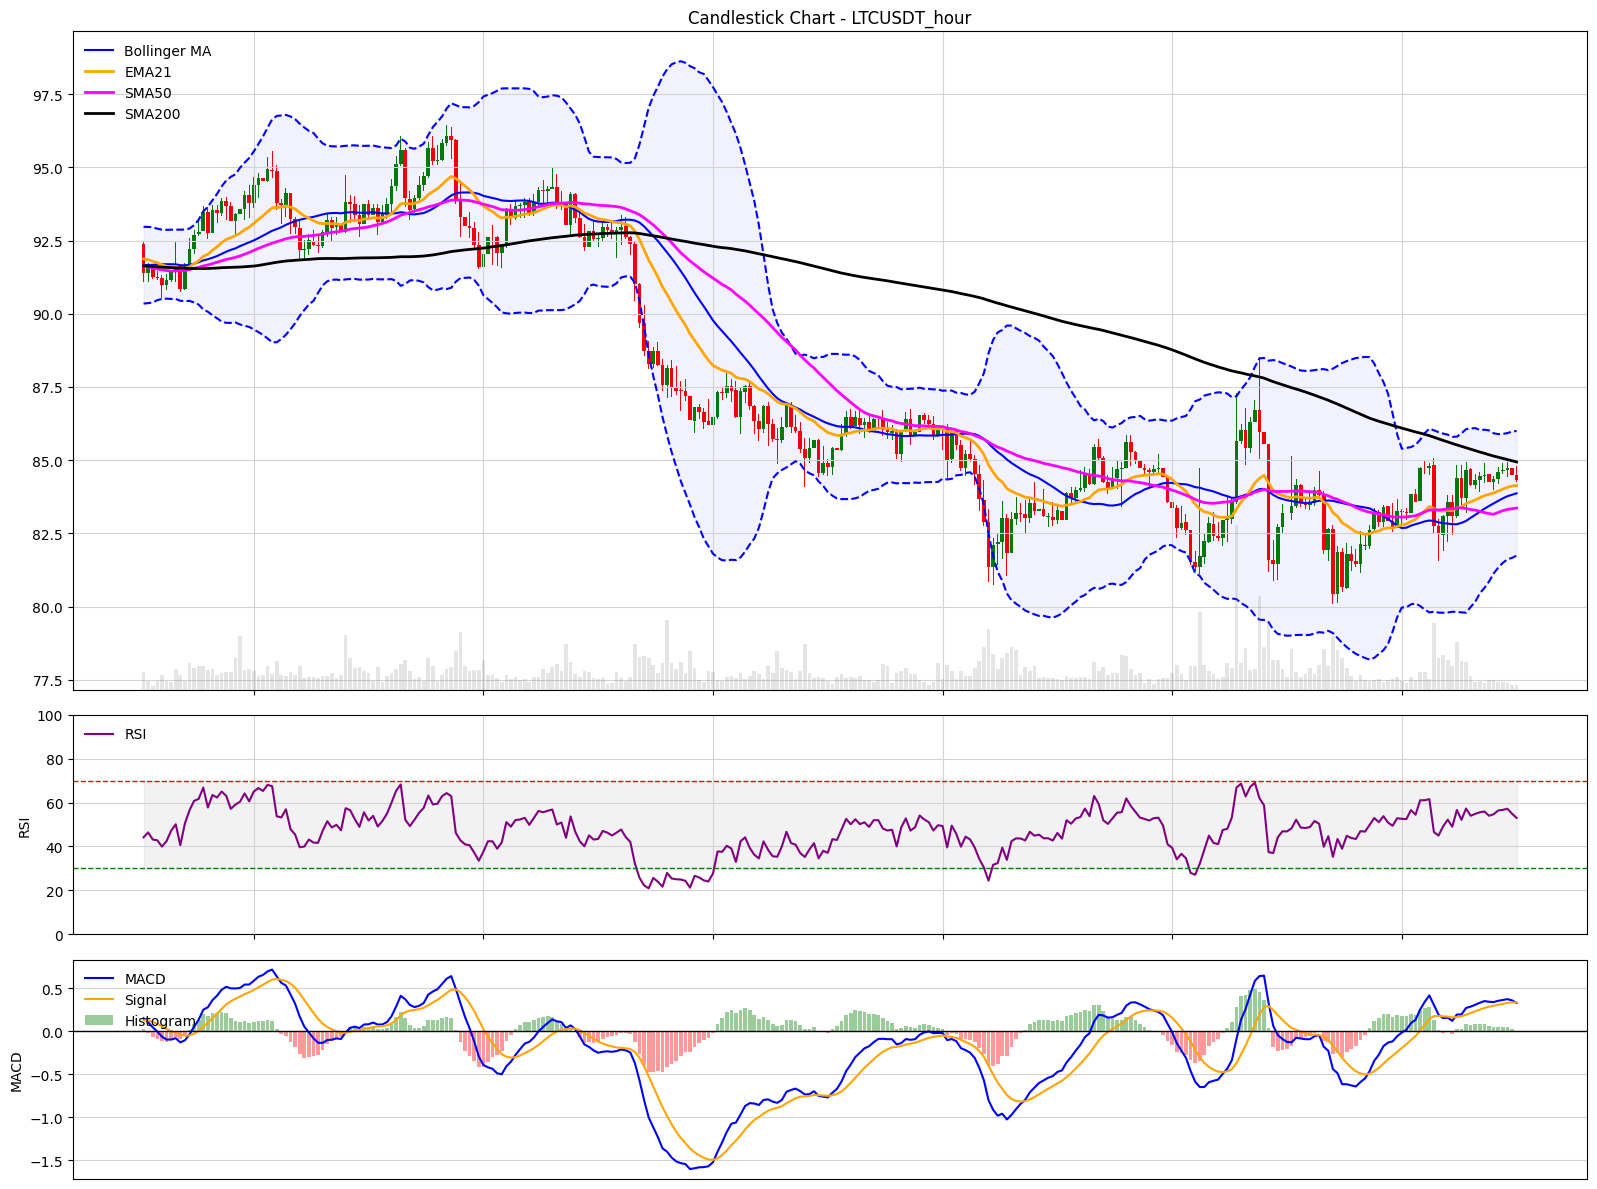 Candlestick Chart - LTCUSDT_hour
Bollinger MA
EMA21
SMA50
SMA200
97.5
95.0
92.5
90.0
87.5
85.0
82.5
80.0
77.5
100
80
60
40
20
0
RSI
RSI
MACD
Signal
Histogram
0.5
0.0
−0.5
−1.0
−1.5
MACD